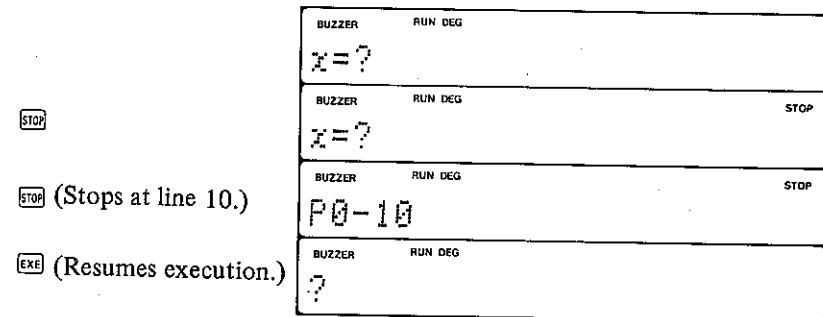 BUZZER RUN DEG
x=?
BUZZER RUN DEG STOP
STOP
x=?
BUZZER RUN DEG STOP
STOP (Stops at line 10.)
P0-10
BUZZER RUN DEG
EXE (Resumes execution.)
?